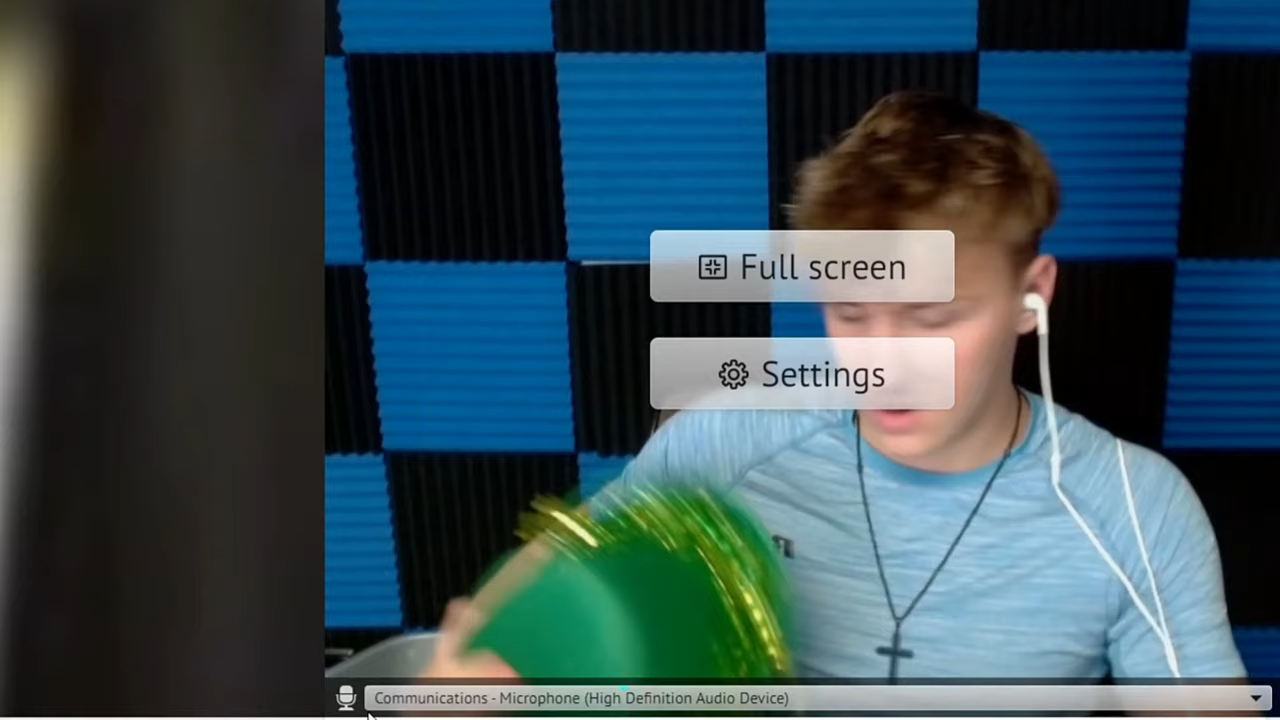 Full screen
Settings
Communications - Microphone (High Definition Audio Device)